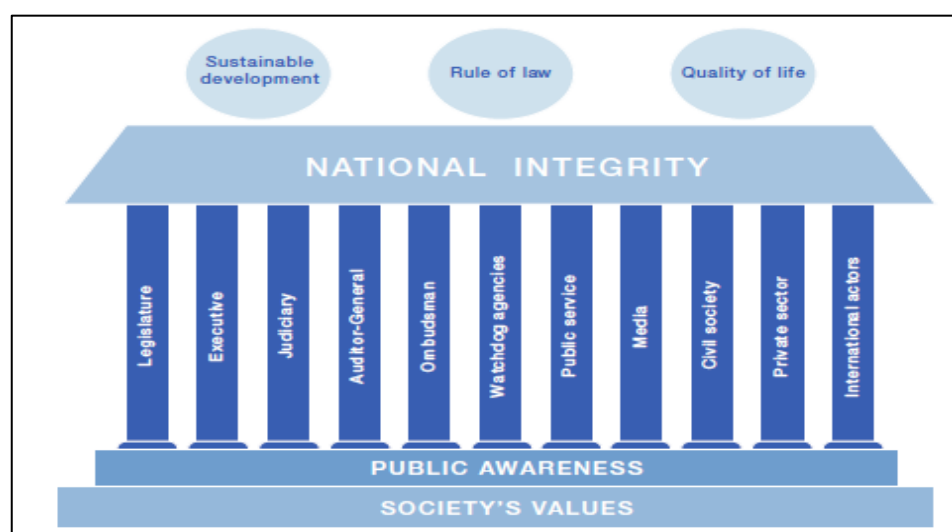 Sustainable
development
Rule of law
Quality of life
NATIONAL INTEGRITY
Legislature
Executive
Judiciary
Auditor-General
Ombudsman
Watchdog agencies
Public service
Media
Civil society
Private sector
International actors
PUBLIC AWARENESS
SOCIETY'S VALUES